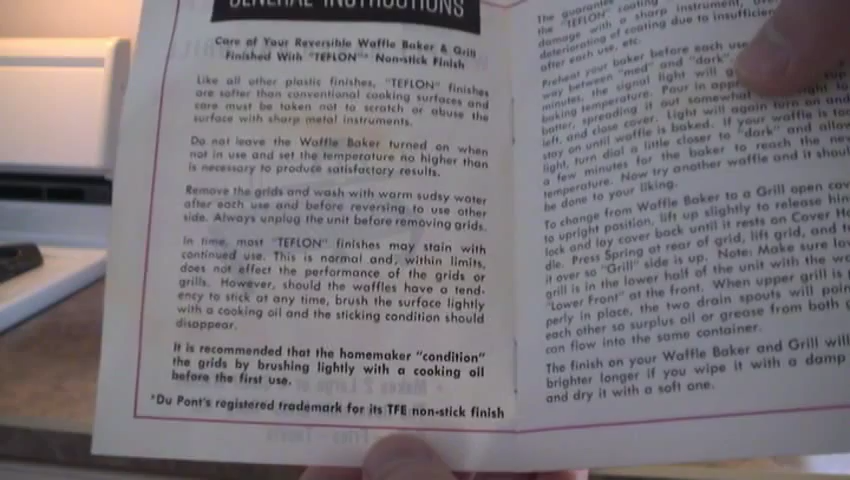 GENERAL INSTRUCTIONS
Care of Your Reversible Waffle Baker & Grill
Finished With "TEFLON"* Non-stick Finish
Like all other plastic finishes, "TEFLON" finishes
are softer than conventional cooking surfaces and
care must be taken not to scratch or abuse the
surface with sharp metal instruments.
Do not leave the Waffle Baker turned on when
not in use and set the temperature no higher than
is necessary to produce satisfactory results.
Remove the grids and wash with warm sudsy water
after each use and before reversing to use other
side. Always unplug the unit before removing grids.
In time, most "TEFLON" finishes may stain with
continued use. This is normal and, within limits,
does not effect the performance of the grids or
grills. However, should the waffles have a tend-
ency to stick at any time, brush the surface lightly
with a cooking oil and the sticking condition should
disappear.
It is recommended that the homemaker "condition"
the grids by brushing lightly with a cooking oil
before the first use.
*Du Pont's registered trademark for its TFE non-stick finish
The guarantee
the "TEFLON" coating
damage with a sharp instrument,
deteriorating of coating due to insufficien
after each use, etc.
Preheat your baker before each use
way between "med" and "dark"
minutes, the signal light will
baking temperature. Pour in
batter, spreading it out somewhat to
left, and close cover. Light will again turn on and
stay on until waffle is baked. If your waffle is too
light, turn dial a little closer to "dark" and allow
a few minutes for the baker to reach the new
temperature. Now try another waffle and it shoul
be done to your liking.
To change from Waffle Baker to a Grill open cov
to upright position, lift up slightly to release hin
lock and lay cover back until it rests on Cover Ha
dle. Press Spring at rear of grid, lift grid, and t
it over so "Grill" side is up. Note: Make sure lo
grill is in the lower half of the unit with the wo
"Lower Front" at the front. When upper grill is
perly in place, the two drain spouts will poin
each other so surplus oil or grease from both
can flow into the same container.
The finish on your Waffle Baker and Grill will
brighter longer if you wipe it with a damp
and dry it with a soft one.